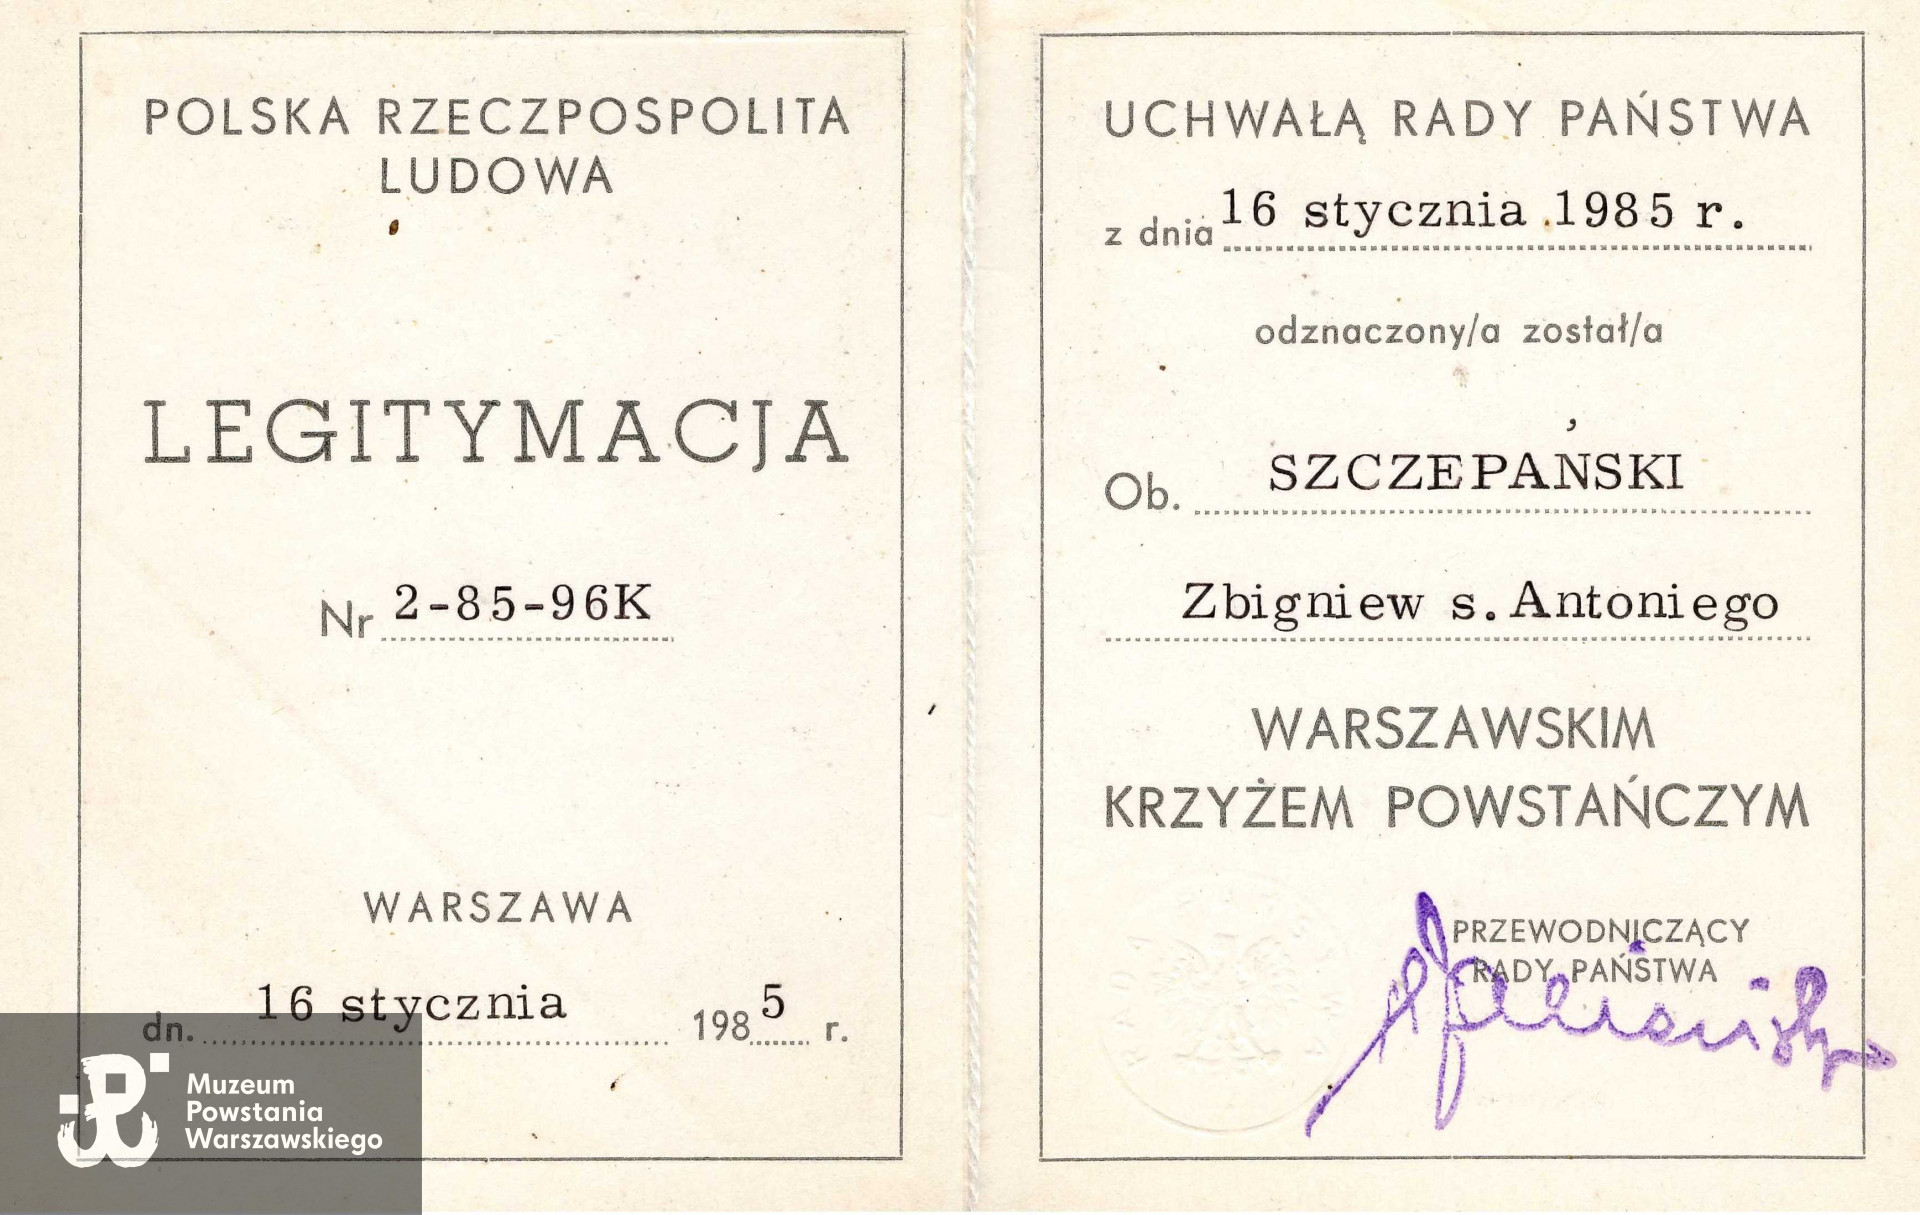 POLSKA RZECZPOSPOLITA
LUDOWA
LEGITYMACJA
Nr 2-85-96K
WARSZAWA
dn. 16 stycznia 1985 r.
Muzeum
Powstania
Warszawskiego
UCHWAŁĄ RADY PAŃSTWA
z dnia 16 stycznia 1985 r.
odznaczony/a został/a
Ob. SZCZEPAŃSKI
Zbigniew s. Antoniego
WARSZAWSKIM
KRZYŻEM POWSTAŃCZYM
PRZEWODNICZĄCY
RADY PAŃSTWA